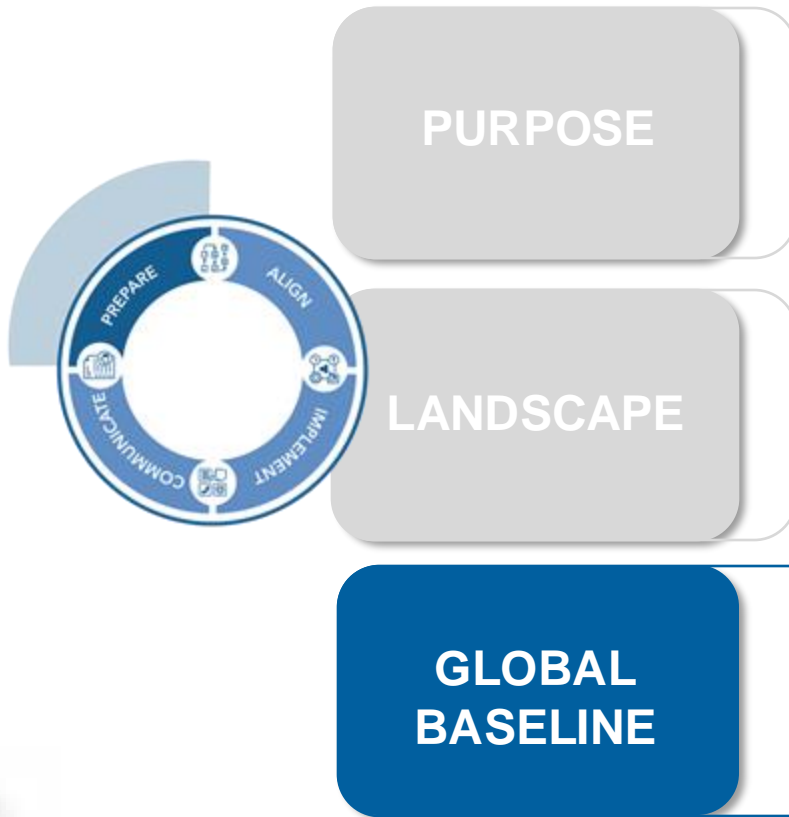 PURPOSE
PREPARE
ALIGN
LANDSCAPE
COMMUNICATE
IMPLEMENT
GLOBAL
BASELINE